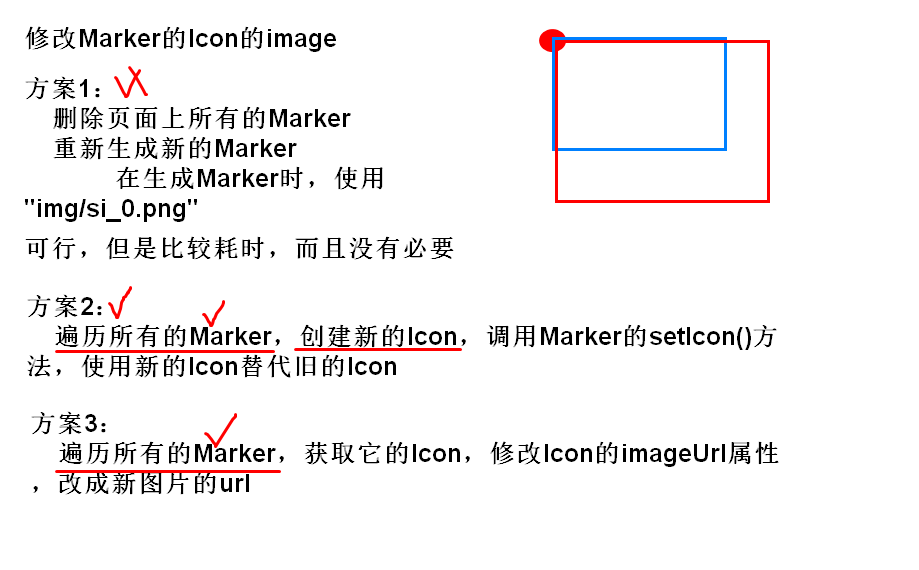 修改Marker的Icon的image
方案1：
删除页面上所有的Marker
重新生成新的Marker
在生成Marker时，使用
"img/si_0.png"
可行，但是比较耗时，而且没有必要
方案2：
遍历所有的Marker，创建新的Icon，调用Marker的setIcon()方
法，使用新的Icon替代旧的Icon
方案3：
遍历所有的Marker，获取它的Icon，修改Icon的imageUrl属性
，改成新图片的url